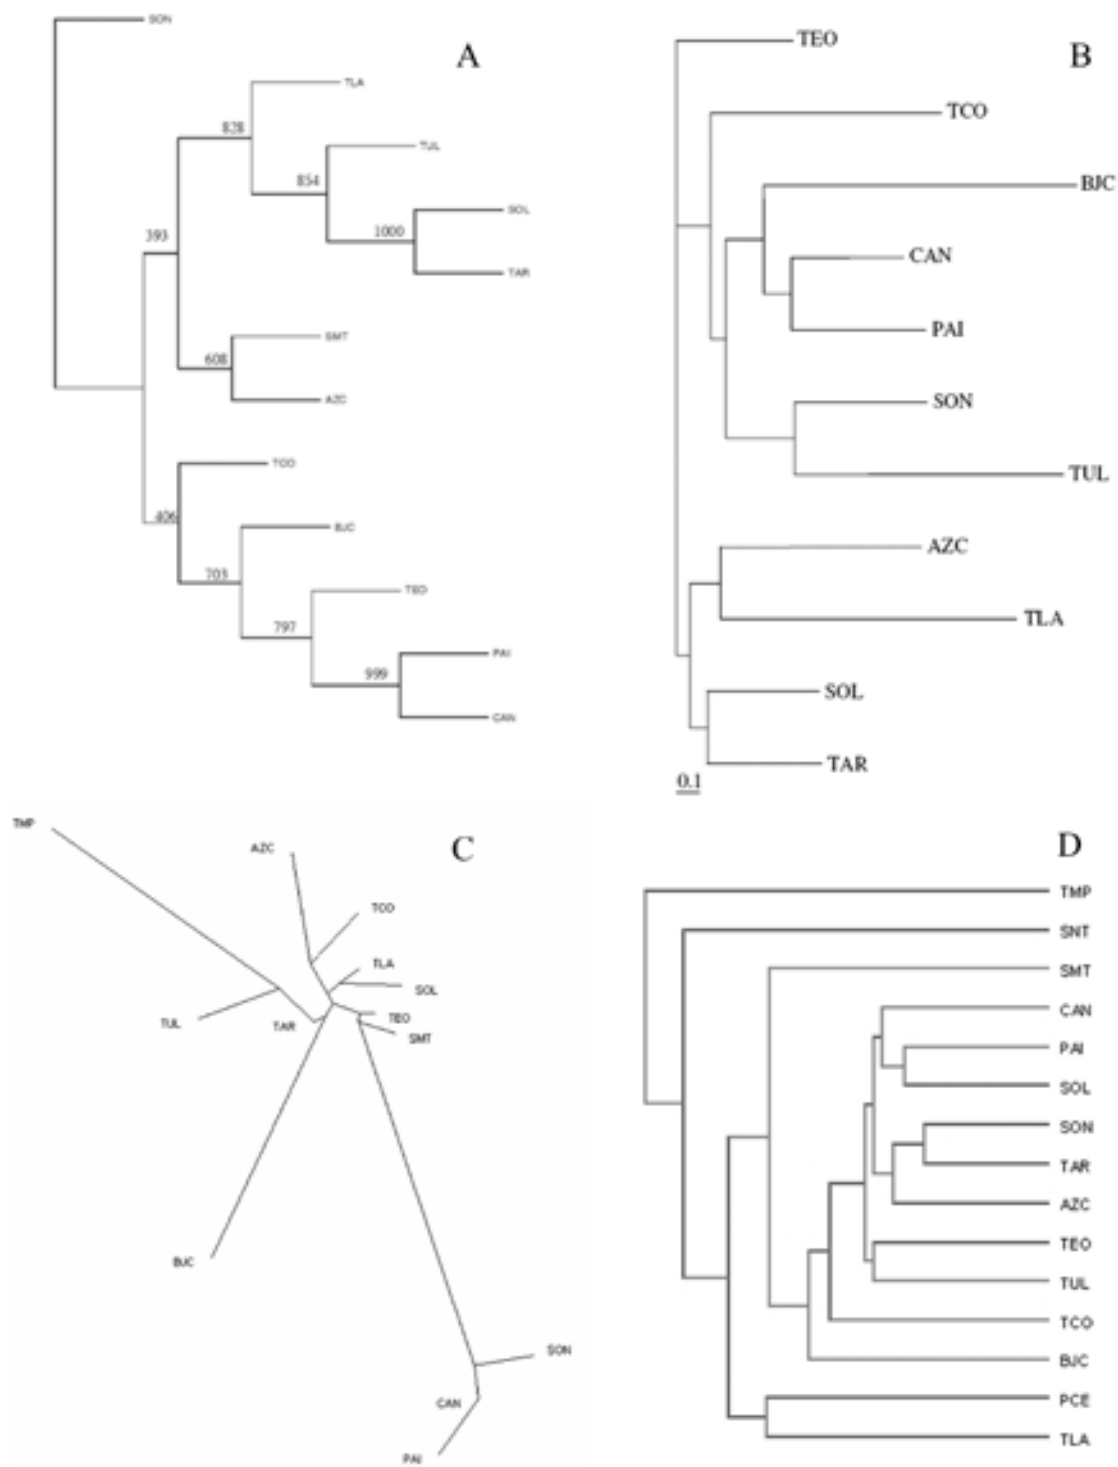 A
SON
TLA
828
TUL
854
SOL
1000
TAR
393
SMT
608
AZC
TCO
406
BJC
703
TEO
797
PAI
999
CAN
B
TEO
TCO
BJC
CAN
PAI
SON
TUL
AZC
TLA
SOL
TAR
0.1
C
TMP
AZC
TCO
TLA
SOL
TUL
TAR
TEO
SMT
BJC
SON
CAN
PAI
D
TMP
SNT
SMT
CAN
PAI
SOL
SON
TAR
AZC
TEO
TUL
TCO
BJC
PCE
TLA